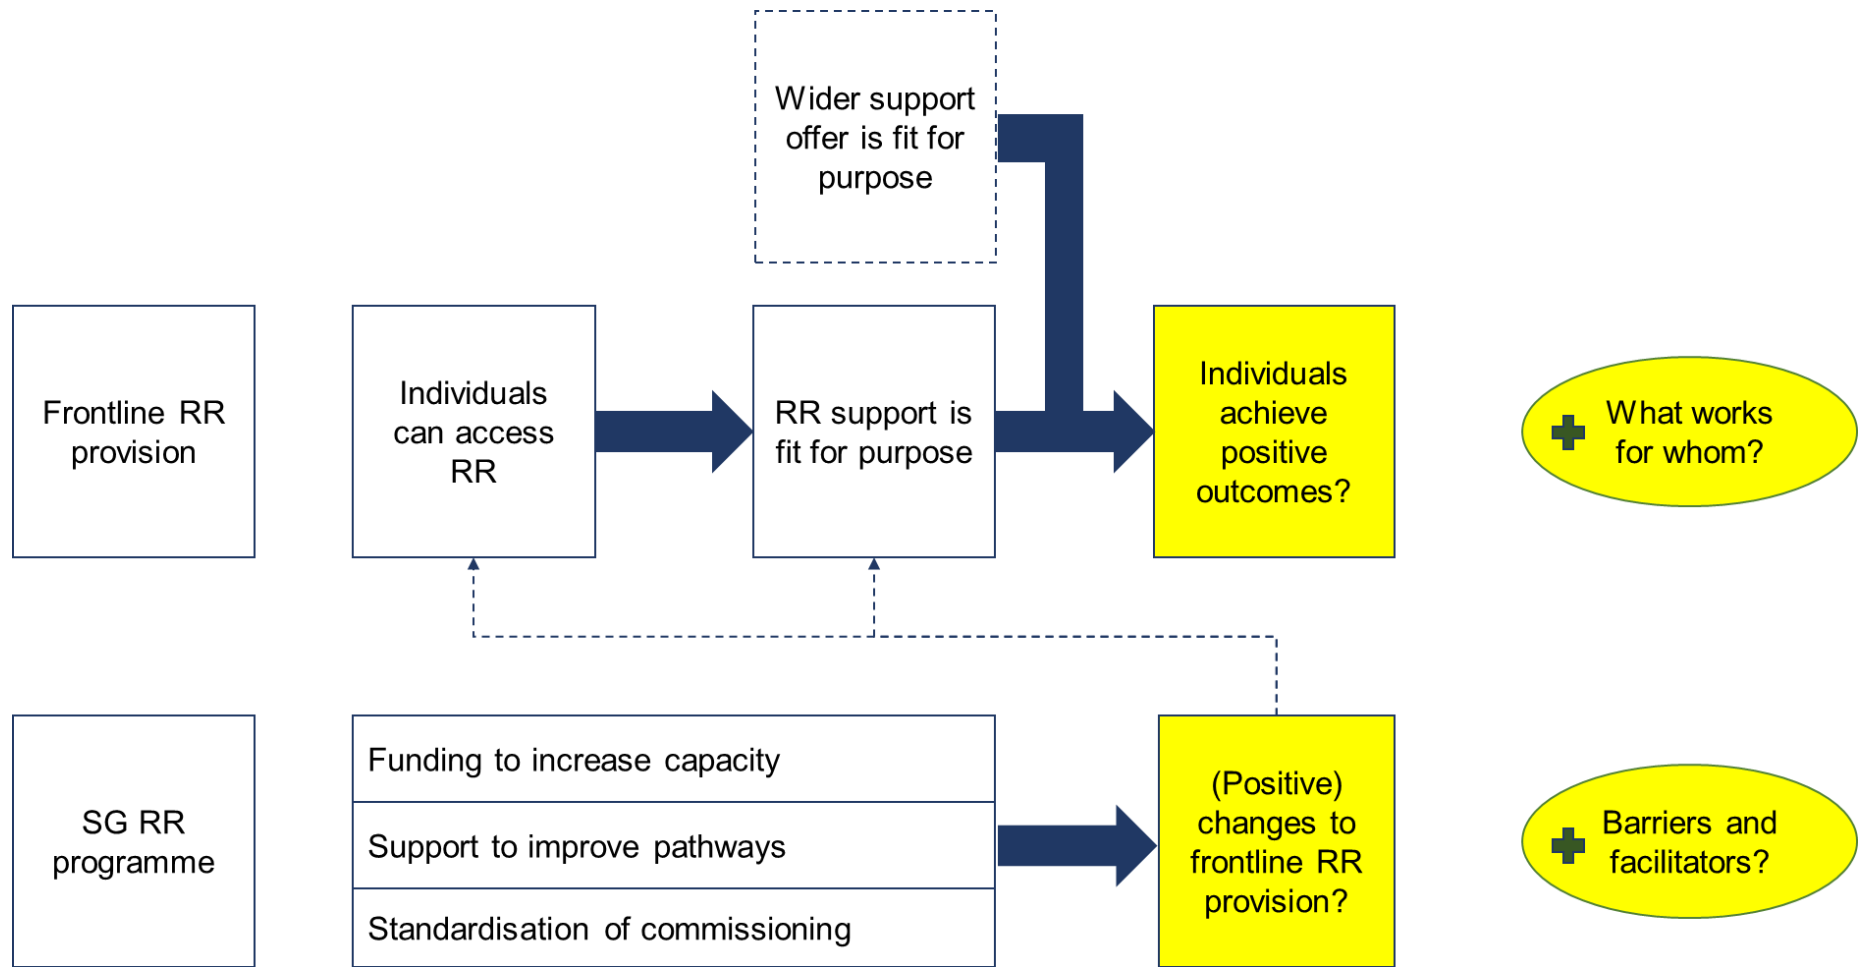 Wider support
offer is fit for
purpose
Frontline RR
provision
Individuals
can access
RR
RR support is
fit for purpose
Individuals
achieve
positive
outcomes?
What works
for whom?
SG RR
programme
Funding to increase capacity
Support to improve pathways
Standardisation of commissioning
(Positive)
changes to
frontline RR
provision?
Barriers and
facilitators?